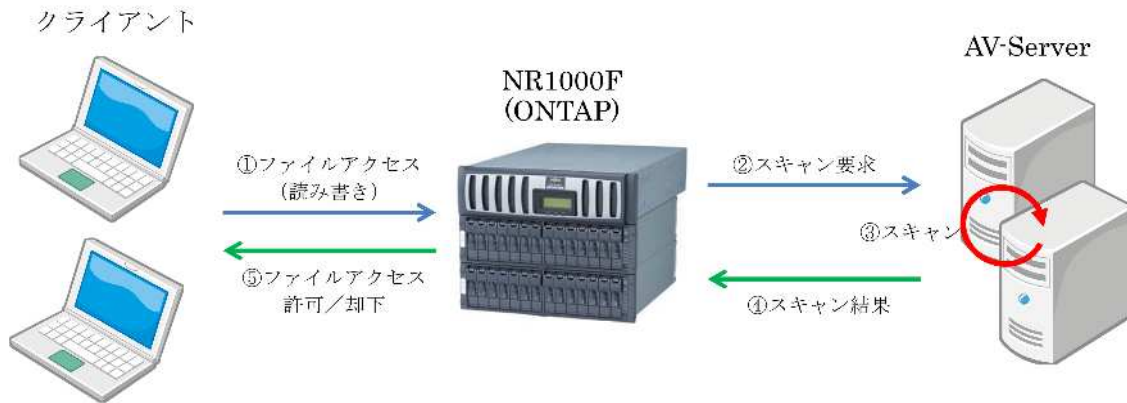 クライアント
NR1000F
(ONTAP)
AV-Server
①ファイルアクセス
(読み書き)
②スキャン要求
③スキャン
④スキャン結果
⑤ファイルアクセス
許可／却下